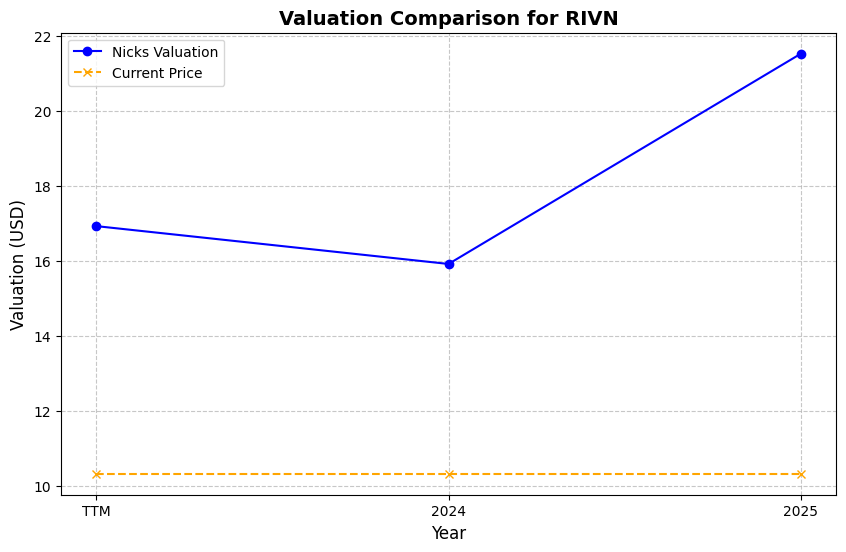 Valuation Comparison for RIVN
Nicks Valuation
Current Price
Valuation (USD)
22
20
18
16
14
12
10
TTM
2024
2025
Year